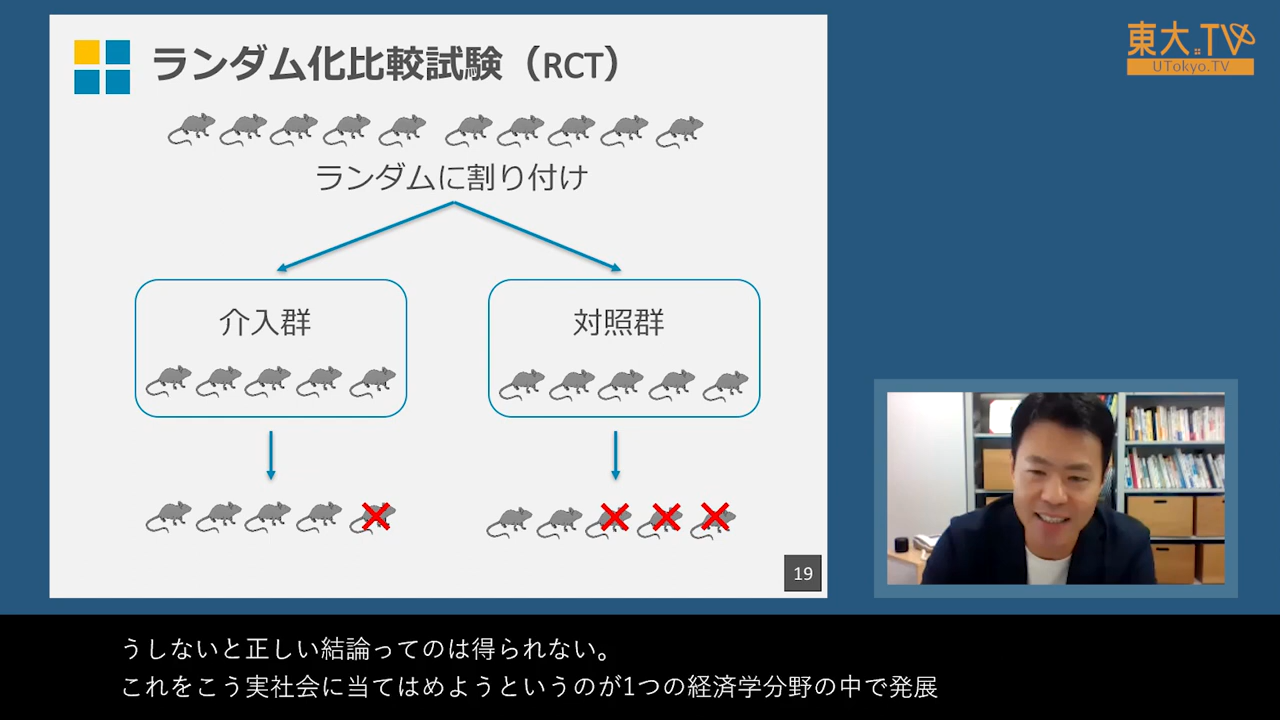 ランダム化比較試験（RCT）
東大.TV
UTokyo.TV
ランダムに割り付け
介入群
対照群
19
うしないと正しい結論ってのは得られない。
これをこう実社会に当てはめようというのが1つの経済学分野の中で発展